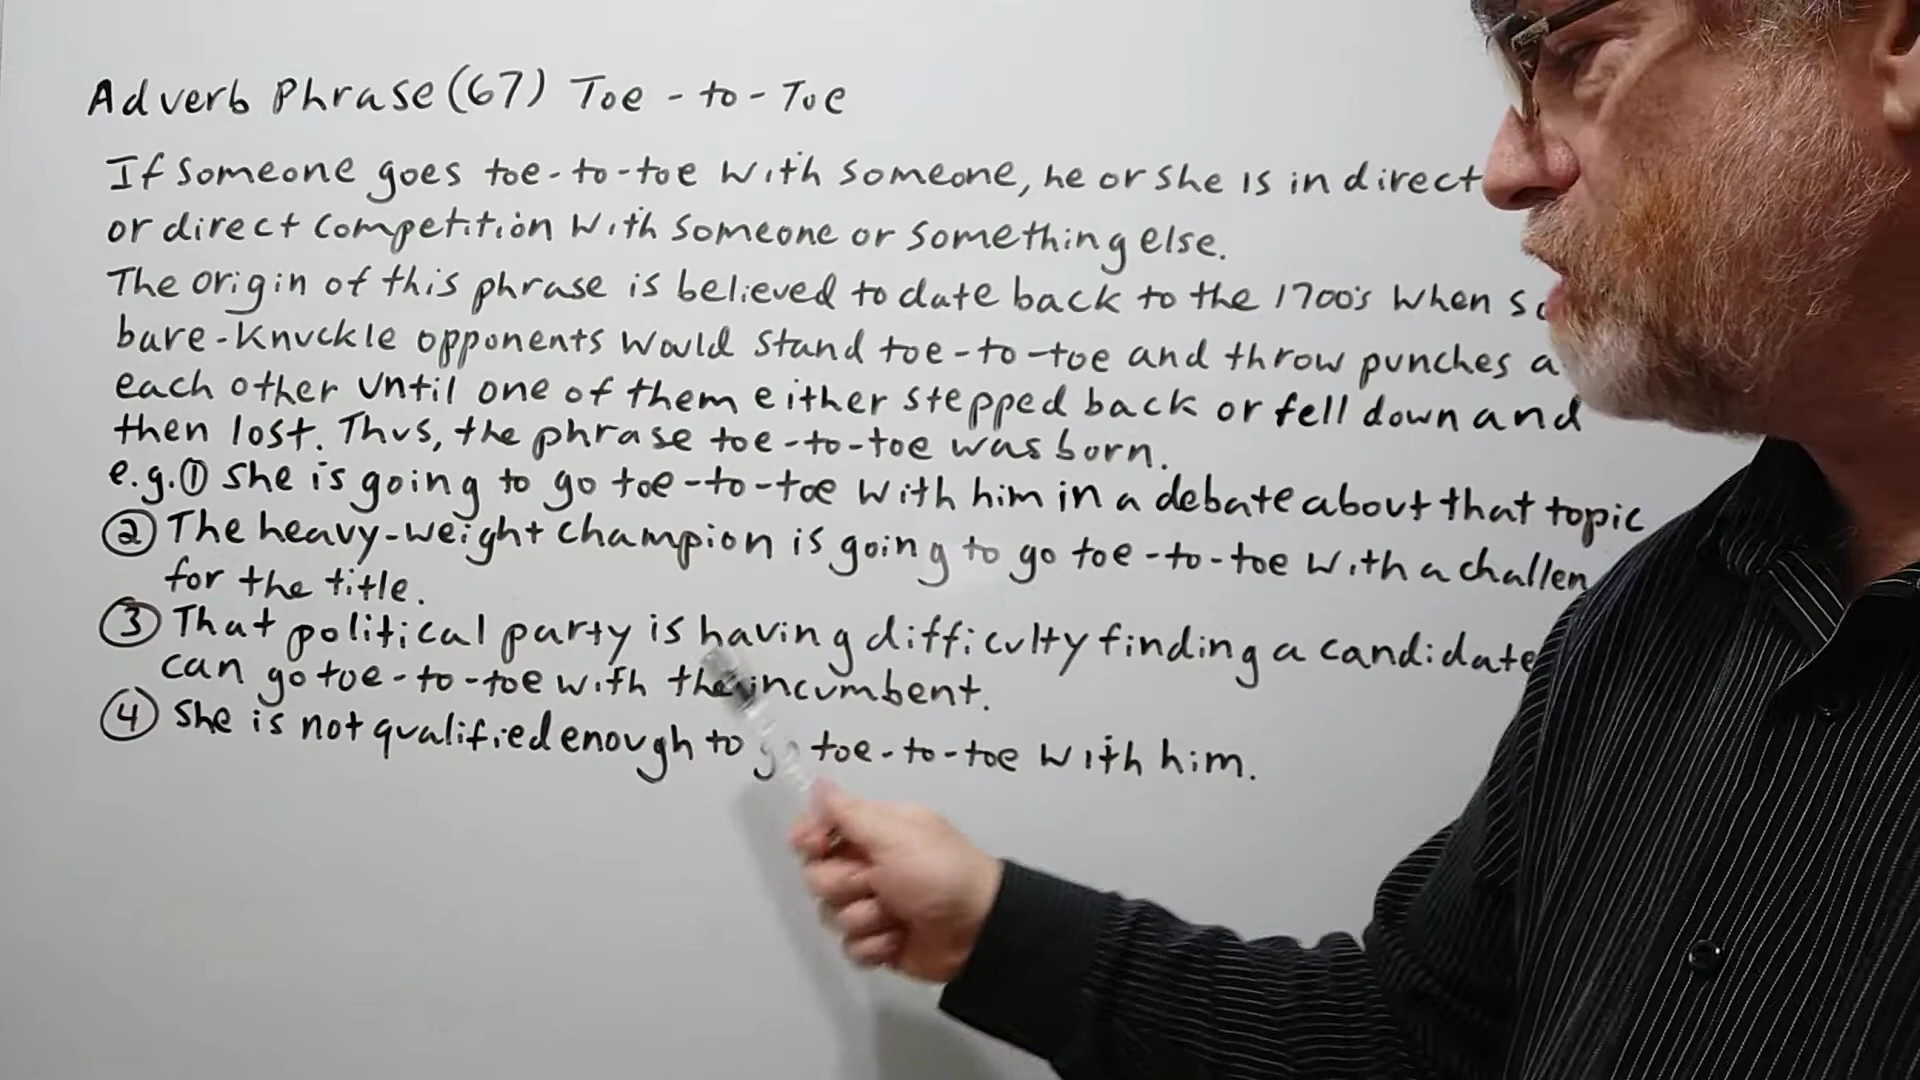 Adverb Phrase (67) Toe-to-Toe
If someone goes toe-to-toe with someone, he or she is in direct
or direct competition with someone or something else.
The origin of this phrase is believed to date back to the 1700's when
bare-knuckle opponents would stand toe-to-toe and throw punches
each other until one of them either stepped back or fell down and
then lost. Thus, the phrase toe-to-toe was born.
e.g. ① She is going to go toe-to-toe with him in a debate about that topic
② The heavy-weight champion is going to go toe-to-toe with a challen
for the title.
③ That political party is having difficulty finding a candidate
can go toe-to-toe with the incumbent.
④ She is not qualified enough to go toe-to-toe with him.